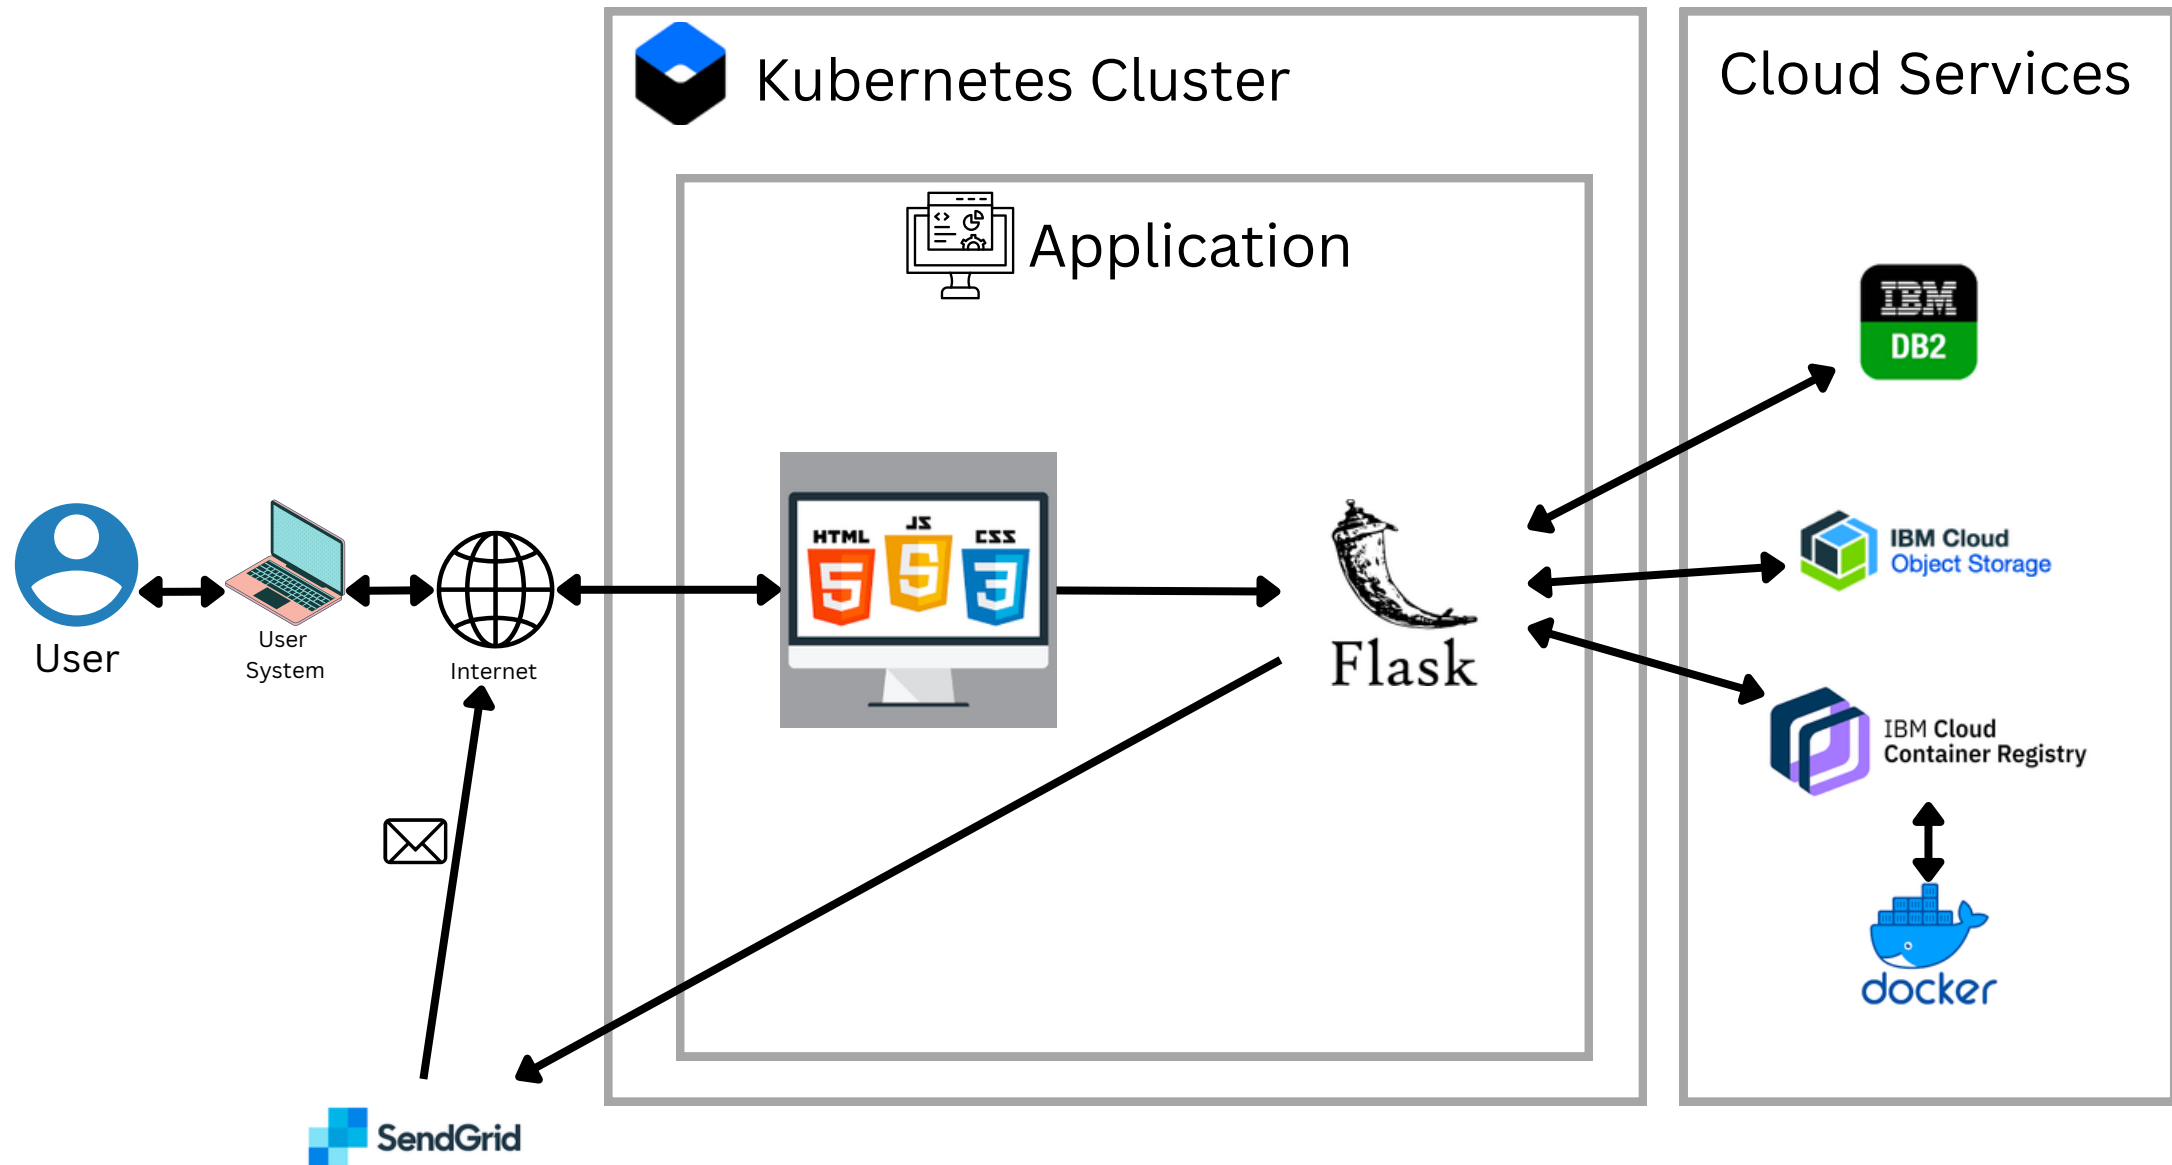 Kubernetes Cluster
Cloud Services
Application
IBM
DB2
HTML
JS
CSS
5
5
3
IBM Cloud
Object Storage
User
User
System
Internet
Flask
IBM Cloud
Container Registry
docker
SendGrid